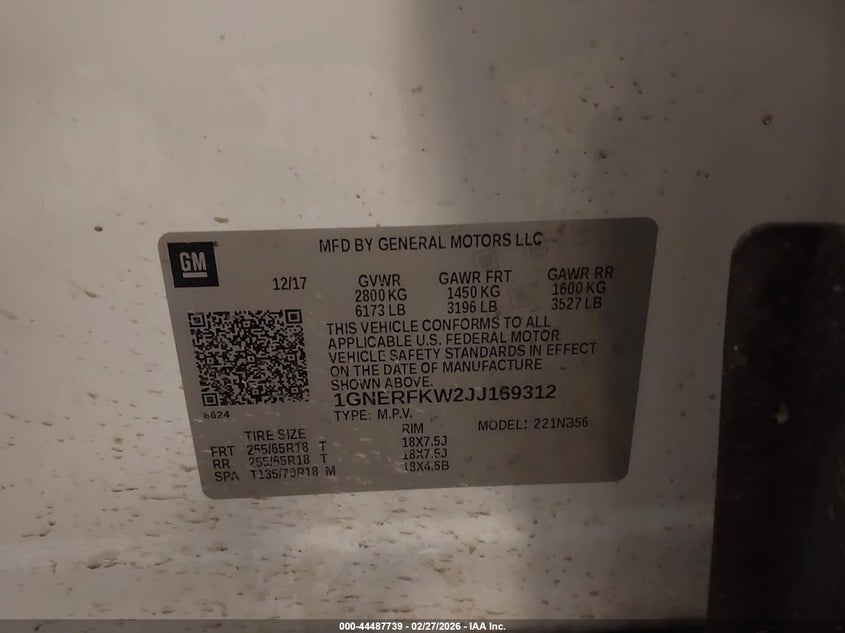 MFD BY GENERAL MOTORS LLC
GM
12/17
GVWR GAWR FRT GAWR RR
2800 KG 1450 KG 1600 KG
6173 LB 3196 LB 3527 LB
THIS VEHICLE CONFORMS TO ALL
APPLICABLE U.S. FEDERAL MOTOR
VEHICLE SAFETY STANDARDS IN EFFECT
ON THE DATE OF MANUFACTURE
SHOWN ABOVE.
1GNERFKW2JJ169312
6624
TYPE: M.P.V. MODEL: 221NB56
TIRE SIZE RIM
FRT 255/65R18 T 18X7.5J
RR 255/65R18 T 18X7.5J
SPA T135/70R18 M 18X4.5B
000-44487739 - 02/27/2026 - IAA Inc.